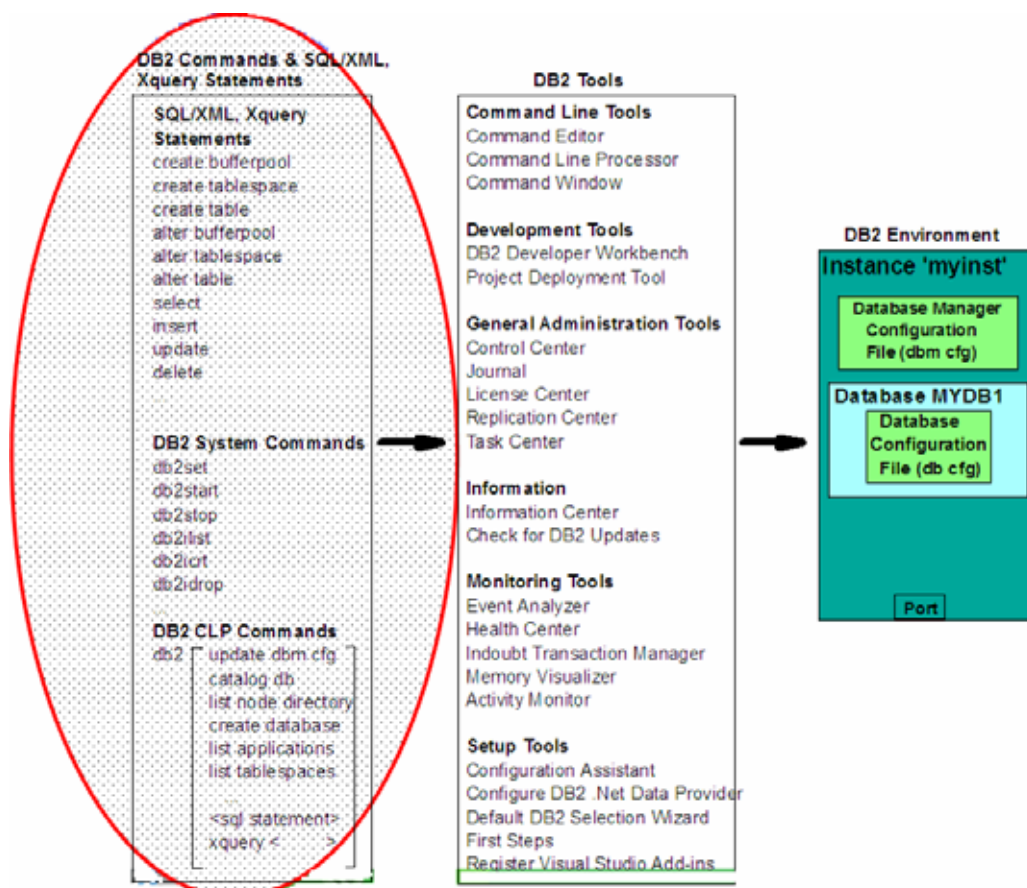 DB2 Commands & SQL/XML,
Xquery Statements
SQL/XML, Xquery
Statements
create bufferpool
create tablespace
create table
alter bufferpool
alter tablespace
alter table
select
insert
update
delete
DB2 System Commands
db2set
db2start
db2stop
db2ilist
db2icrt
db2idrop
...
DB2 CLP Commands
db2
update dbm cfg
catalog db
list node directory
create database
list applications
list tablespaces
...
<sql statement>
xquery < >
DB2 Tools
Command Line Tools
Command Editor
Command Line Processor
Command Window
Development Tools
DB2 Developer Workbench
Project Deployment Tool
General Administration Tools
Control Center
Journal
License Center
Replication Center
Task Center
Information
Information Center
Check for DB2 Updates
Monitoring Tools
Event Analyzer
Health Center
Indoubt Transaction Manager
Memory Visualizer
Activity Monitor
Setup Tools
Configuration Assistant
Configure DB2 .Net Data Provider
Default DB2 Selection Wizard
First Steps
Register Visual Studio Add-ins
DB2 Environment
Instance 'myinst'
Database Manager
Configuration
File (dbm cfg)
Database MYDB1
Database
Configuration
File (db cfg)
Port